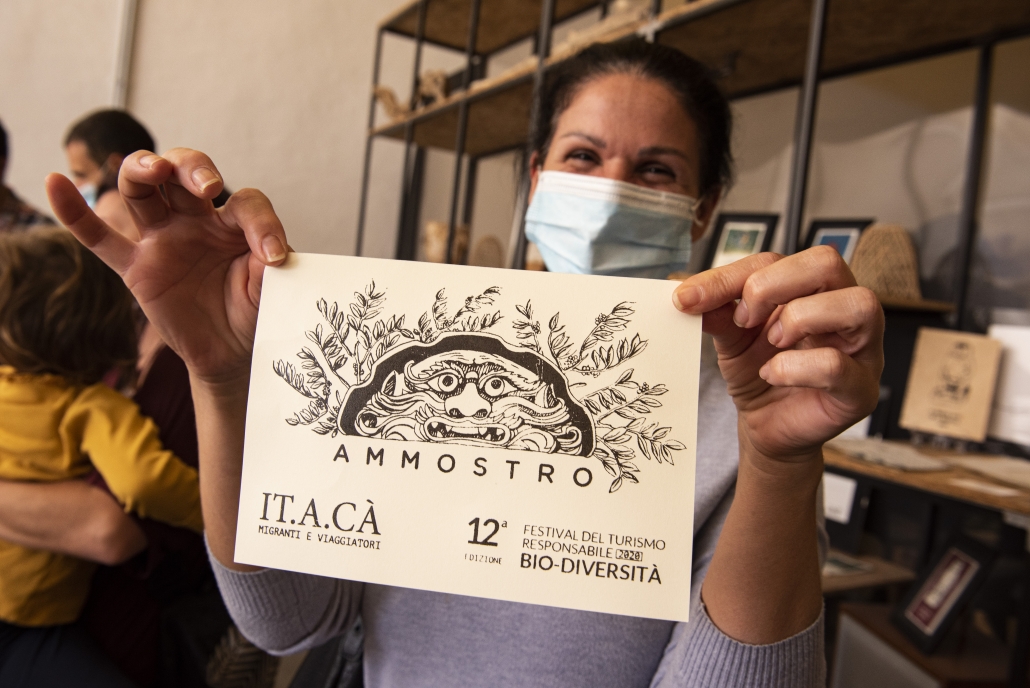 AMMOSTRO
IT.A.CÀ
MIGRANTI E VIAGGIATORI
12ª
EDIZIONE
FESTIVAL DEL TURISMO
RESPONSABILE 2020
BIO-DIVERSITÀ